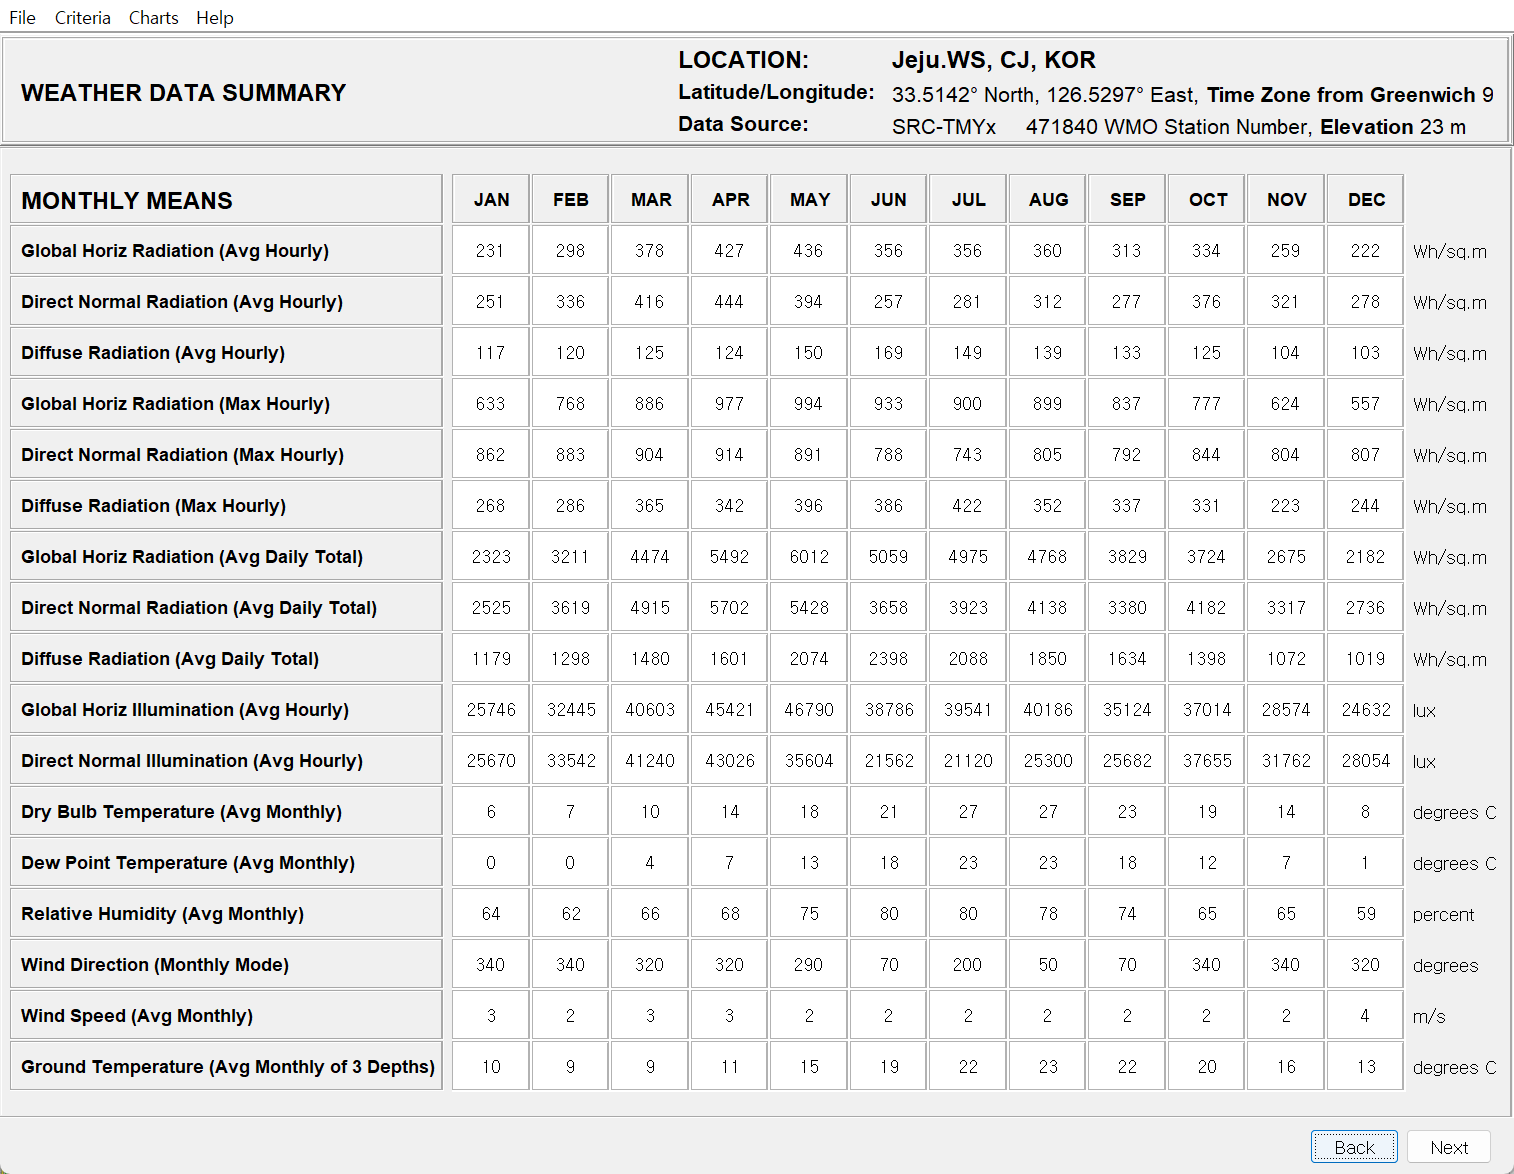 File Criteria Charts Help
WEATHER DATA SUMMARY
LOCATION: Jeju.WS, CJ, KOR
Latitude/Longitude: 33.5142° North, 126.5297° East, Time Zone from Greenwich 9
Data Source: SRC-TMYx 471840 WMO Station Number, Elevation 23 m
MONTHLY MEANS JAN FEB MAR APR MAY JUN JUL AUG SEP OCT NOV DEC
Global Horiz Radiation (Avg Hourly) 231 298 378 427 436 356 356 360 313 334 259 222 Wh/sq.m
Direct Normal Radiation (Avg Hourly) 251 336 416 444 394 257 281 312 277 376 321 278 Wh/sq.m
Diffuse Radiation (Avg Hourly) 117 120 125 124 150 169 149 139 133 125 104 103 Wh/sq.m
Global Horiz Radiation (Max Hourly) 633 768 886 977 994 933 900 899 837 777 624 557 Wh/sq.m
Direct Normal Radiation (Max Hourly) 862 883 904 914 891 788 743 805 792 844 804 807 Wh/sq.m
Diffuse Radiation (Max Hourly) 268 286 365 342 396 386 422 352 337 331 223 244 Wh/sq.m
Global Horiz Radiation (Avg Daily Total) 2323 3211 4474 5492 6012 5059 4975 4768 3829 3724 2675 2182 Wh/sq.m
Direct Normal Radiation (Avg Daily Total) 2525 3619 4915 5702 5428 3658 3923 4138 3380 4182 3317 2736 Wh/sq.m
Diffuse Radiation (Avg Daily Total) 1179 1298 1480 1601 2074 2398 2088 1850 1634 1398 1072 1019 Wh/sq.m
Global Horiz Illumination (Avg Hourly) 25746 32445 40603 45421 46790 38786 39541 40186 35124 37014 28574 24632 lux
Direct Normal Illumination (Avg Hourly) 25670 33542 41240 43026 35604 21562 21120 25300 25682 37655 31762 28054 lux
Dry Bulb Temperature (Avg Monthly) 6 7 10 14 18 21 27 27 23 19 14 8 degrees C
Dew Point Temperature (Avg Monthly) 0 0 4 7 13 18 23 23 18 12 7 1 degrees C
Relative Humidity (Avg Monthly) 64 62 66 68 75 80 80 78 74 65 65 59 percent
Wind Direction (Monthly Mode) 340 340 320 320 290 70 200 50 70 340 340 320 degrees
Wind Speed (Avg Monthly) 3 2 3 3 2 2 2 2 2 2 2 4 m/s
Ground Temperature (Avg Monthly of 3 Depths) 10 9 9 11 15 19 22 23 22 20 16 13 degrees C
Back Next